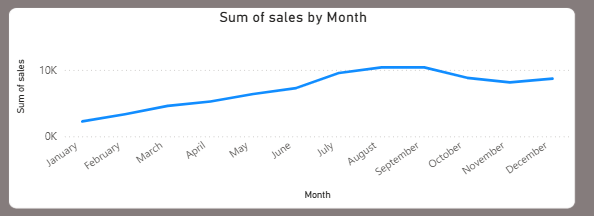 Sum of sales by Month
Sum of sales
10K
0K
January
February
March
April
May
June
July
August
September
October
November
December
Month